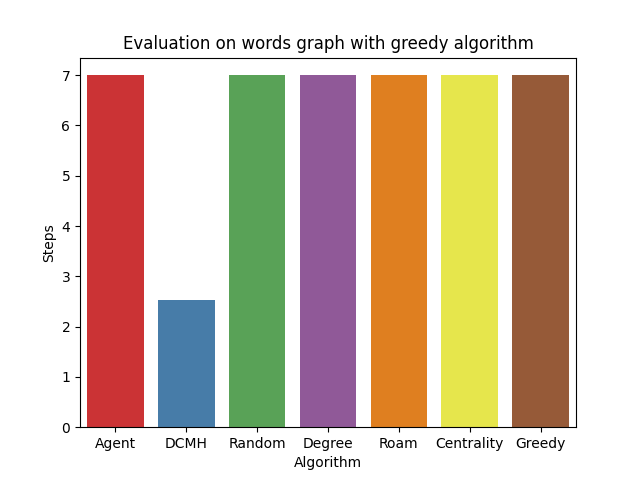 Evaluation on words graph with greedy algorithm
7
6
5
4
3
2
1
0
Steps
Agent DCMH Random Degree Roam Centrality Greedy
Algorithm